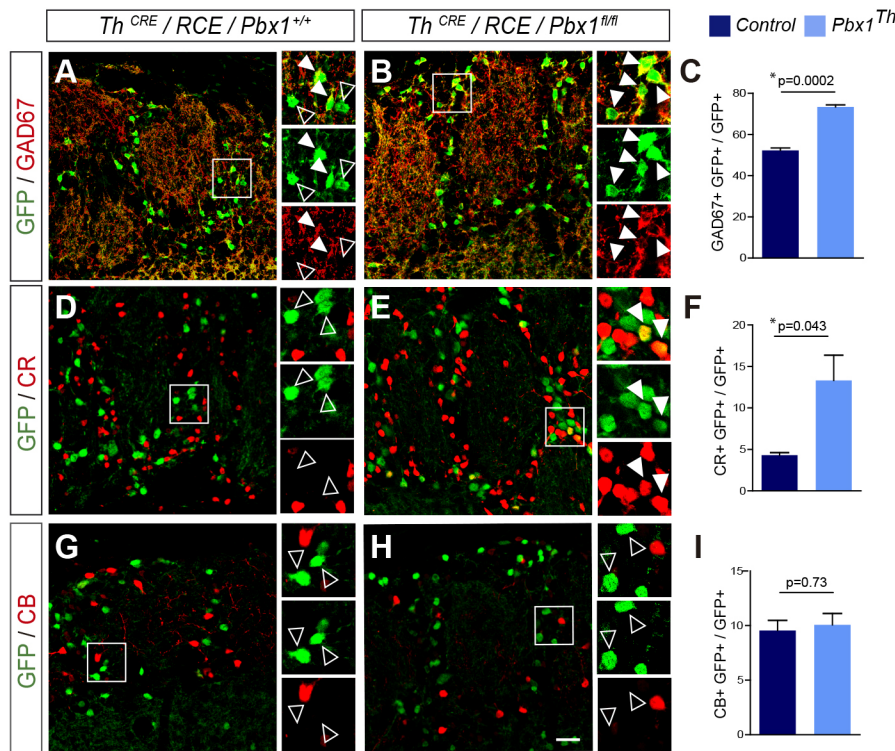 Th CRE / RCE / Pbx1+/+
Th CRE / RCE / Pbx1fl/fl
Control
Pbx1Th
GFP / GAD67
A
B
C
*p=0.0002
GAD67+ GFP+ / GFP+
80
60
40
20
0
GFP / CR
D
E
F
*p=0.043
CR+ GFP+ / GFP+
20
15
10
5
0
GFP / CB
G
H
I
p=0.73
CB+ GFP+ / GFP+
15
10
5
0